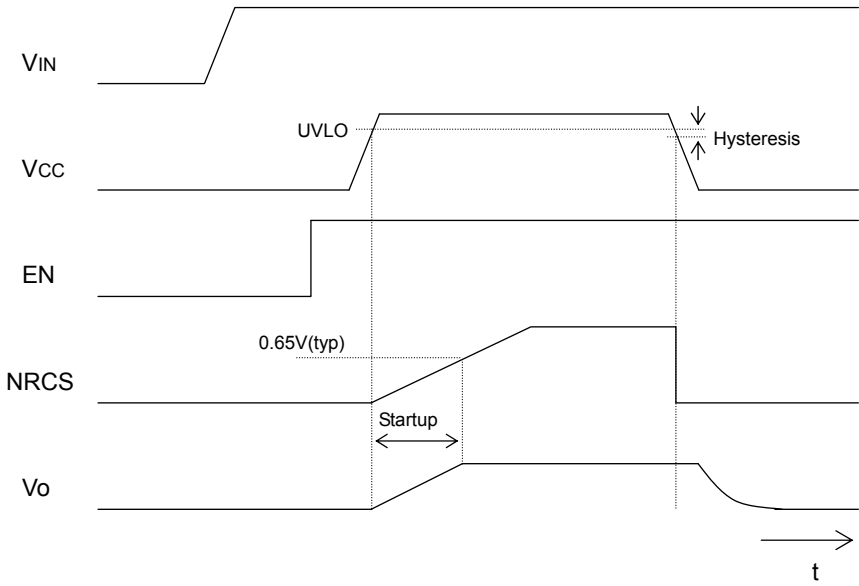 VIN
UVLO
Hysteresis
VCC
EN
0.65V(typ)
NRCS
Startup
Vo
t